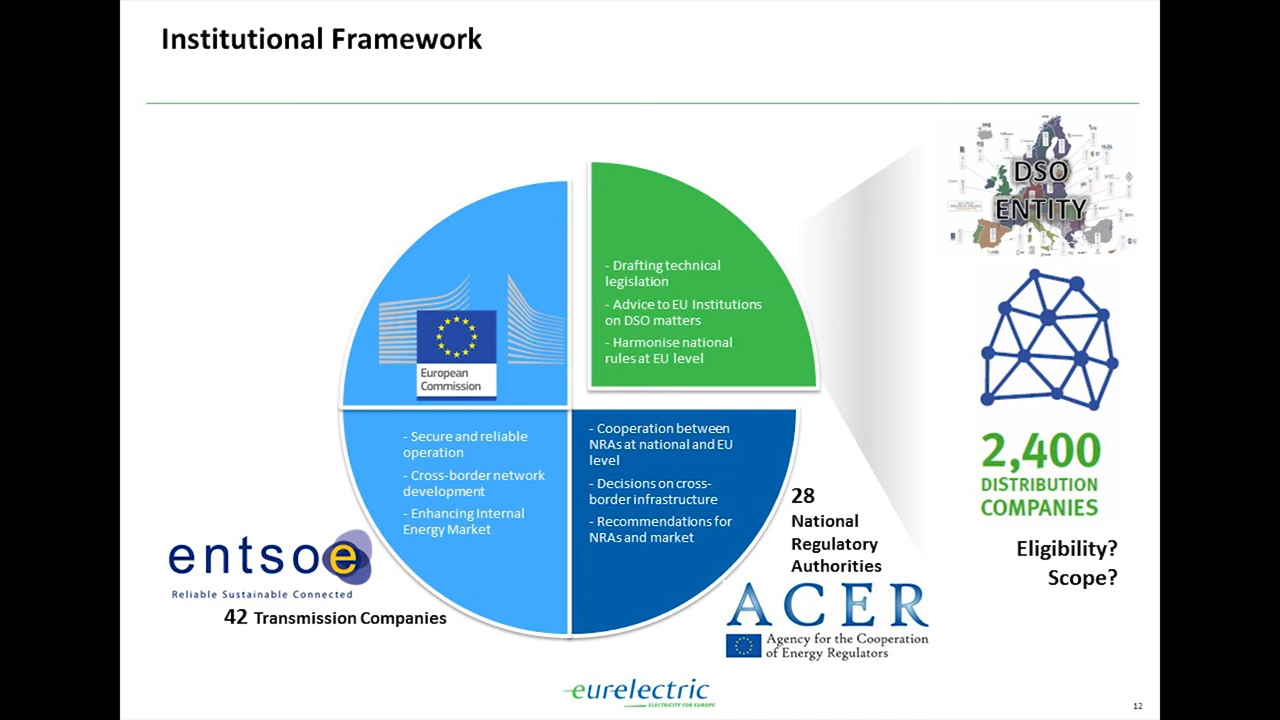 Institutional Framework
DSO
ENTITY
- Drafting technical
legislation
- Advice to EU Institutions
on DSO matters
- Harmonise national
rules at EU level
European
Commission
- Secure and reliable
operation
- Cross-border network
development
- Enhancing Internal
Energy Market
- Cooperation between
NRAs at national and EU
level
- Decisions on cross-
border infrastructure
- Recommendations for
NRAs and market
2,400
DISTRIBUTION
COMPANIES
Eligibility?
Scope?
28
National
Regulatory
Authorities
entsoe
Reliable Sustainable Connected
42 Transmission Companies
ACER
Agency for the Cooperation
of Energy Regulators
eurelectric
ELECTRICITY FOR EUROPE
12